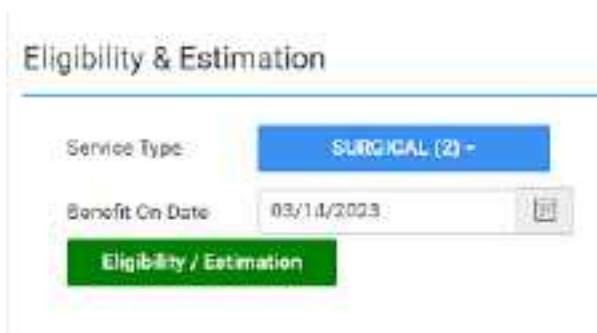 Eligibility & Estimation
Service Type
SURGICAL (2)
Benefit On Date
03/14/2023
Eligibility / Estimation